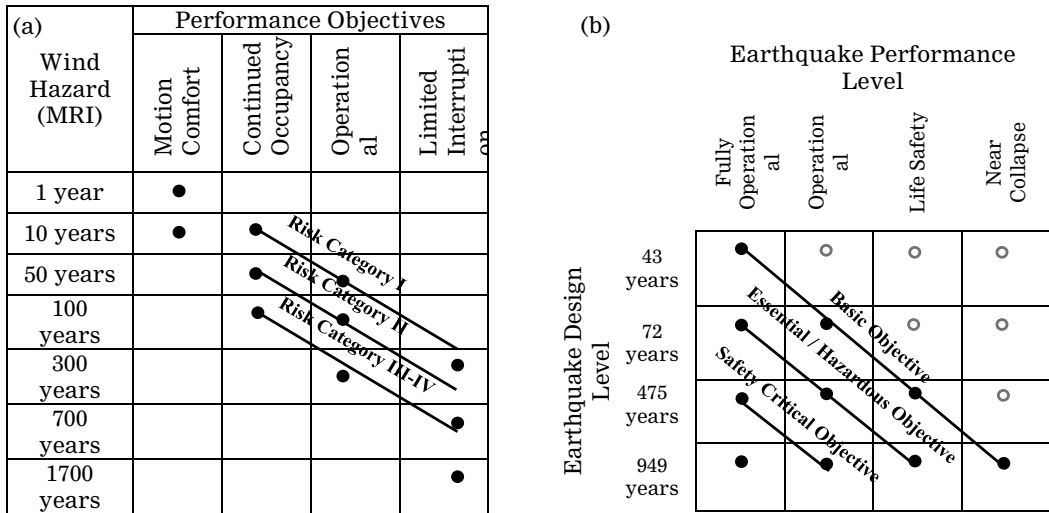 (a)
Performance Objectives
Wind
Hazard
(MRI)
Motion
Comfort
Continued
Occupancy
Operation
al
Limited
Interrupti
on
1 year
10 years
50 years
100
years
300
years
700
years
1700
years
Risk Category I
Risk Category II
Risk Category III-IV
(b)
Earthquake Performance
Level
Fully
Operation
al
Operation
al
Life Safety
Near
Collapse
Earthquake Design
Level
43
years
72
years
475
years
949
years
Basic Objective
Essential / Hazardous Objective
Safety Critical Objective